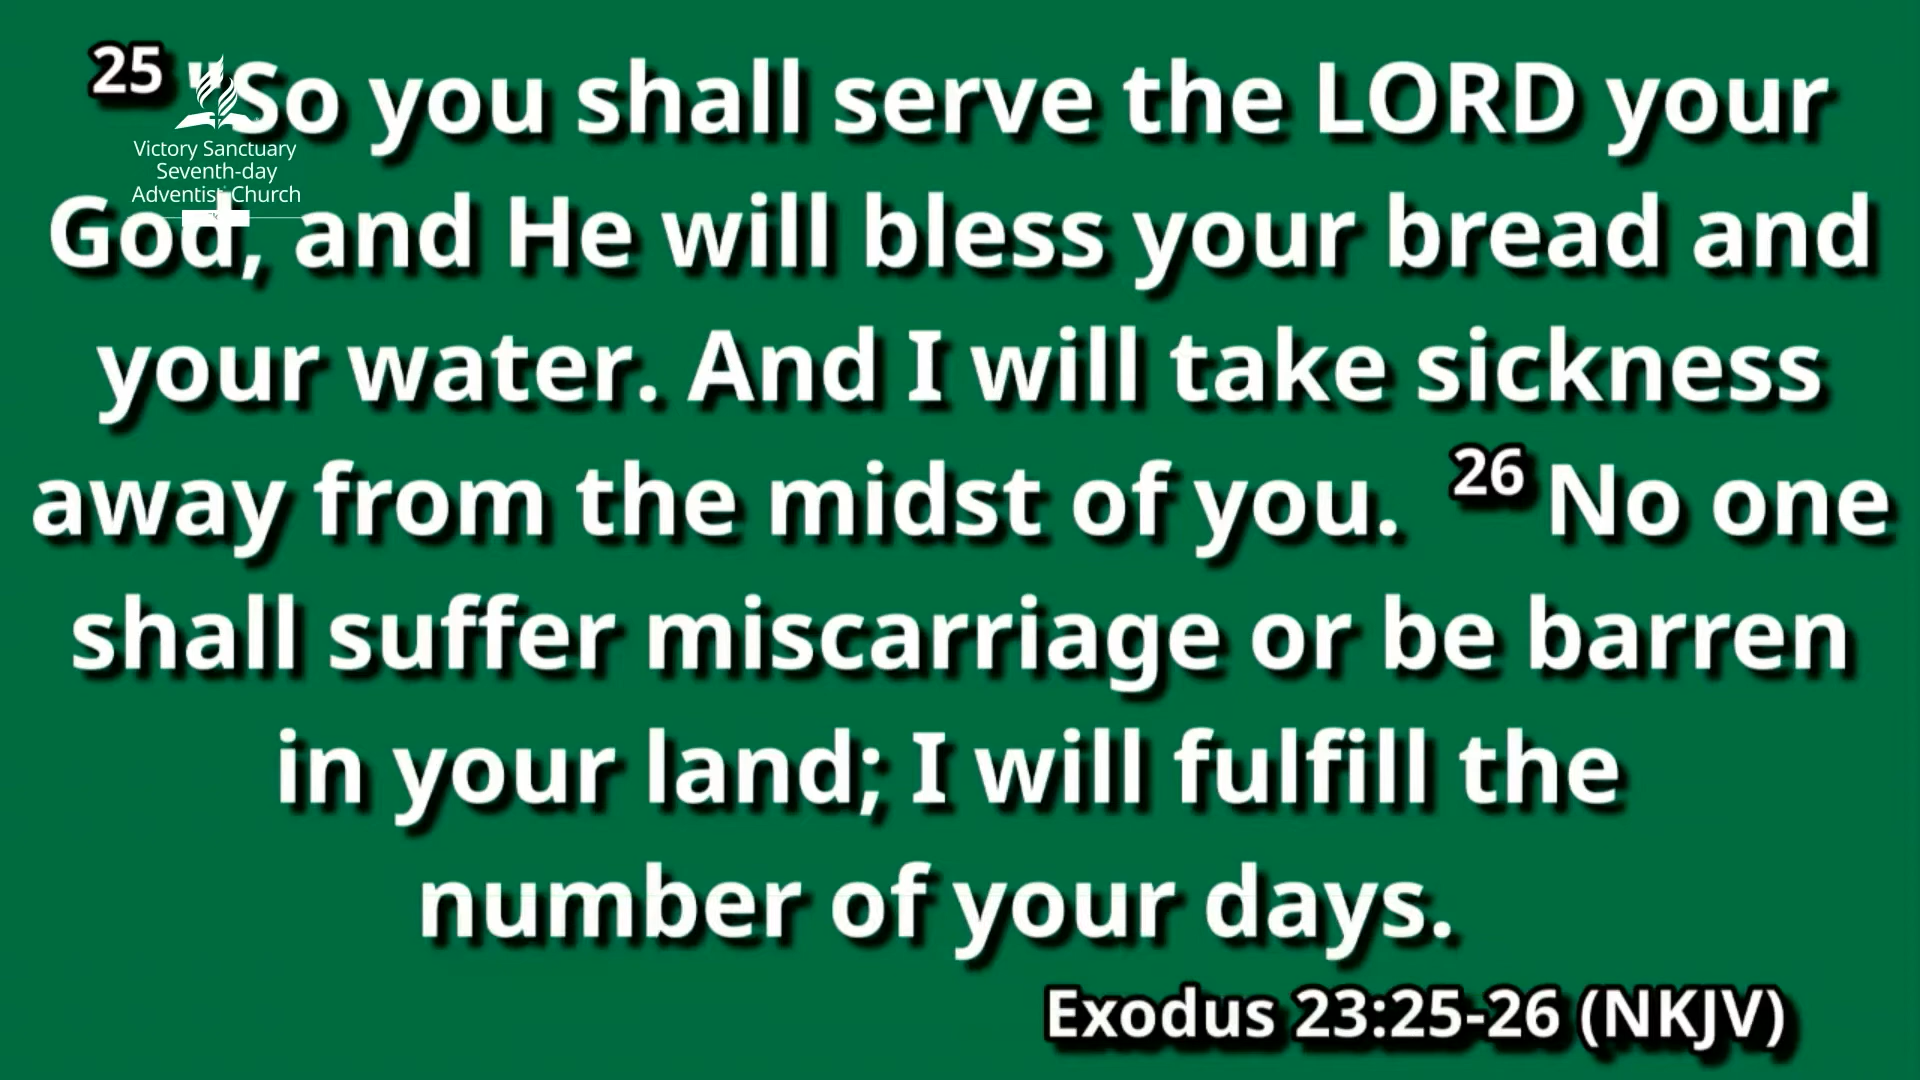 25 "So you shall serve the LORD your
Victory Sanctuary
Seventh-day
Adventist Church
God, and He will bless your bread and
your water. And I will take sickness
away from the midst of you. 26 No one
shall suffer miscarriage or be barren
in your land; I will fulfill the
number of your days.
Exodus 23:25-26 (NKJV)